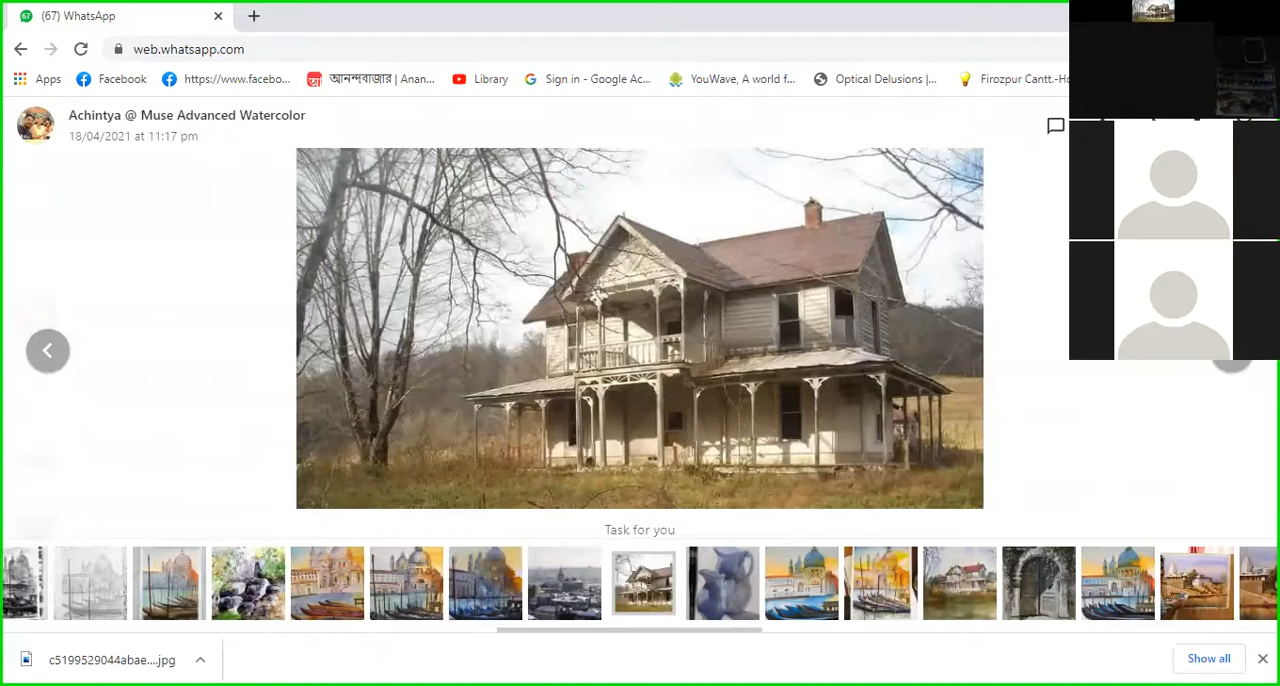 (67) WhatsApp
web.whatsapp.com
Apps Facebook https://www.facebo... আনন্দবাজার | Anan... Library Sign in - Google Ac... YouWave, A world f... Optical Delusions |... Firozpur Cantt.-Ho
Achintya @ Muse Advanced Watercolor
18/04/2021 at 11:17 pm
Task for you
c5199529044abae....jpg Show all